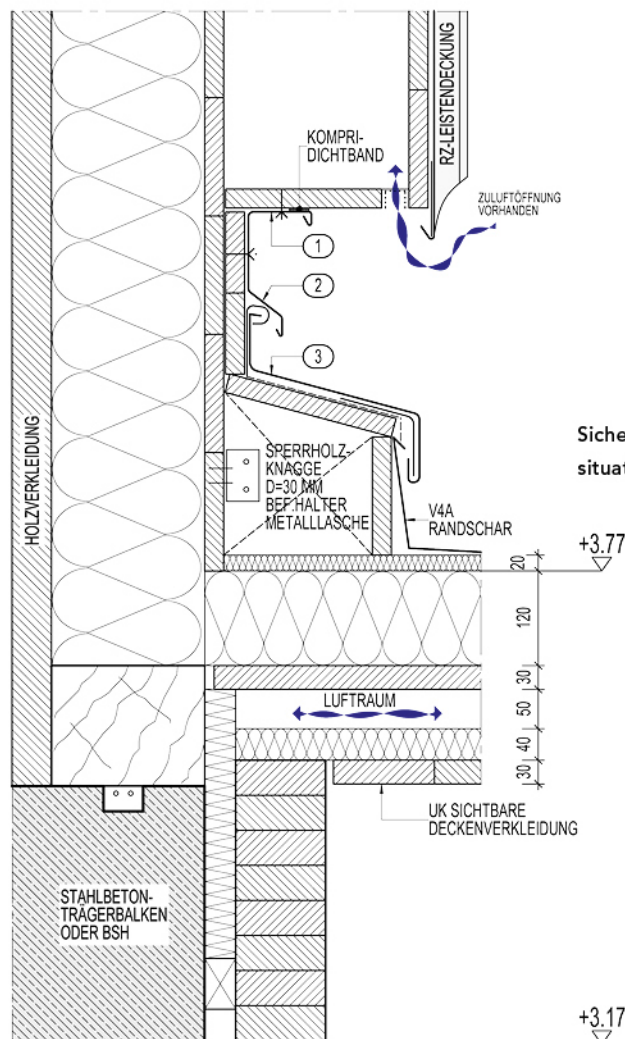 KOMPRI-
DICHTBAND
RZ-LEISTENDECKUNG
ZULUFTÖFFNUNG
VORHANDEN
1
2
3
HOLZVERKLEIDUNG
SPERRHOLZ-
KNAGGE
D=30 MM
BEF.HALTER
METALLLASCHE
V4A
RANDSCHAR
Siche
situat
+3.77
20
120
30
50
40
30
LUFTRAUM
UK SICHTBARE
DECKENVERKLEIDUNG
STAHLBETON-
TRÄGERBALKEN
ODER BSH
+3.17